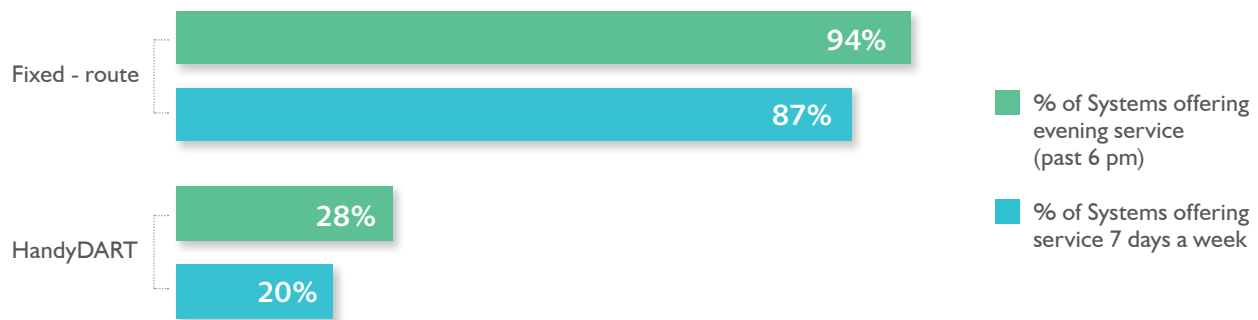 94%
Fixed - route
87%
28%
HandyDART
20%
% of Systems offering
evening service
(past 6 pm)
% of Systems offering
service 7 days a week